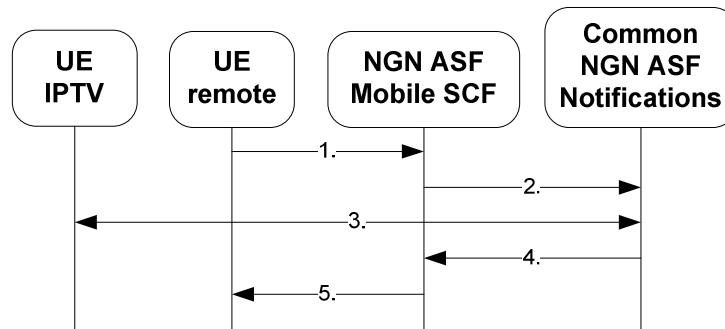 UE
IPTV
UE
remote
NGN ASF
Mobile SCF
Common
NGN ASF
Notifications
1.
2.
3.
4.
5.